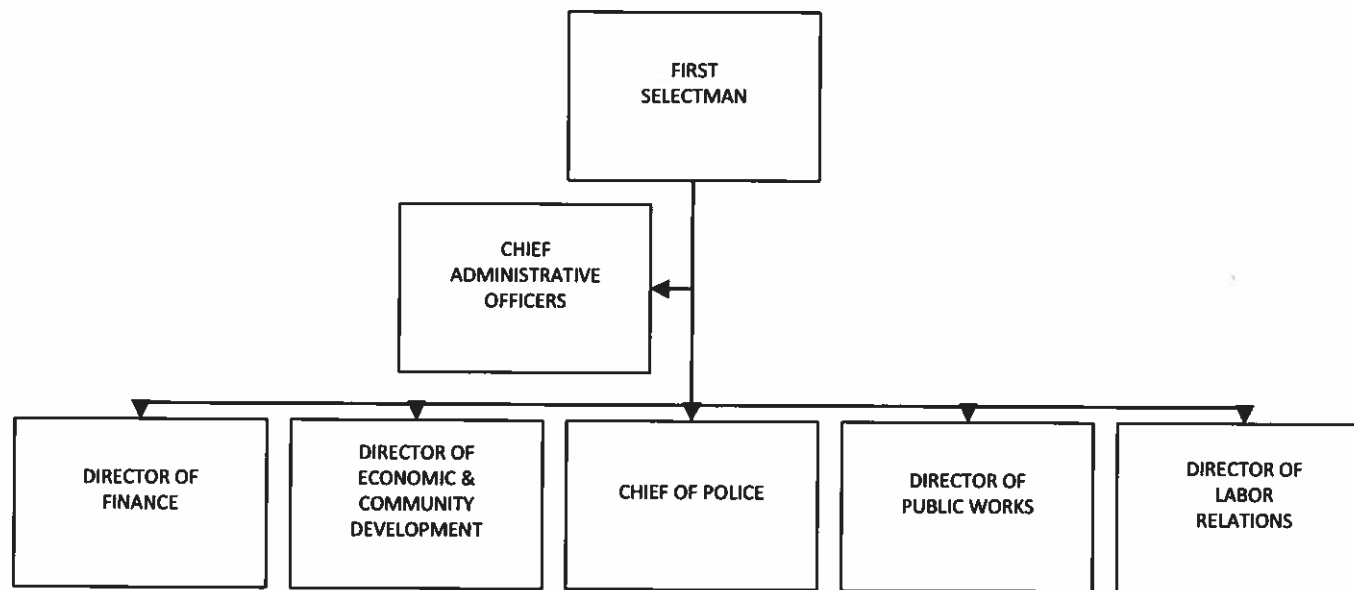 FIRST
SELECTMAN
CHIEF
ADMINISTRATIVE
OFFICERS
DIRECTOR OF
FINANCE
DIRECTOR OF
ECONOMIC &
COMMUNITY
DEVELOPMENT
CHIEF OF POLICE
DIRECTOR OF
PUBLIC WORKS
DIRECTOR OF
LABOR
RELATIONS